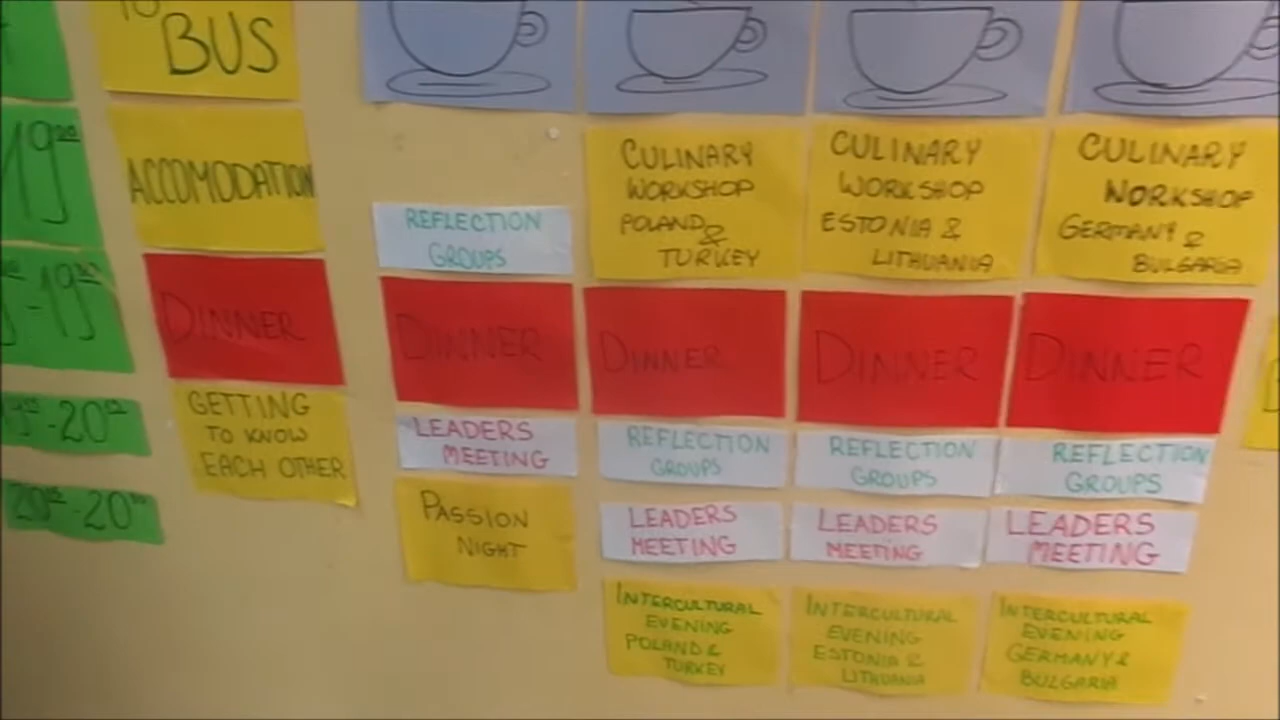 BUS
ACCOMODATION
DINNER
GETTING
TO KNOW
EACH OTHER
REFLECTION
GROUPS
DINNER
LEADERS
MEETING
PASSION
NIGHT
CULINARY
WORKSHOP
POLAND &
TURKEY
DINNER
REFLECTION
GROUPS
LEADERS
MEETING
INTERCULTURAL
EVENING
POLAND &
TURKEY
CULINARY
WORKSHOP
ESTONIA &
LITHUANIA
DINNER
REFLECTION
GROUPS
LEADERS
MEETING
INTERCULTURAL
EVENING
ESTONIA &
LITHUANIA
CULINARY
WORKSHOP
GERMANY &
BULGARIA
DINNER
REFLECTION
GROUPS
LEADERS
MEETING
INTERCULTURAL
EVENING
GERMANY &
BULGARIA